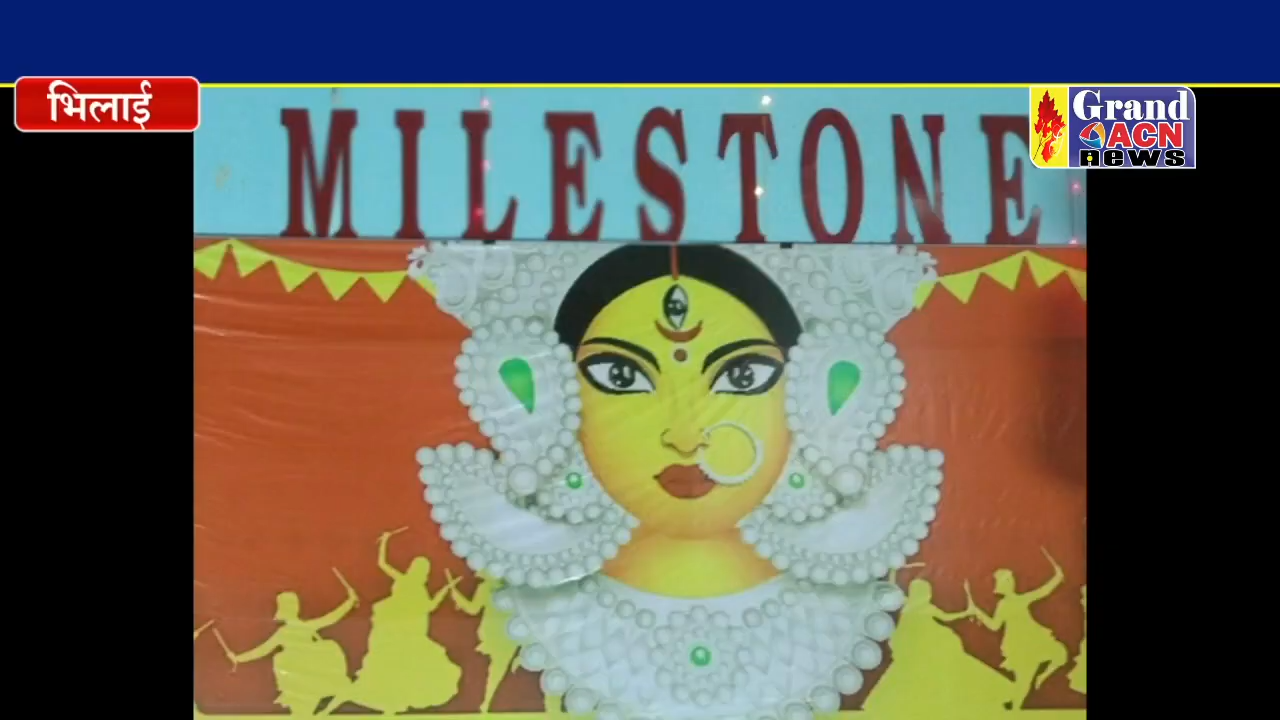 भिलाई
Grand
ACN
news
MILESTONE